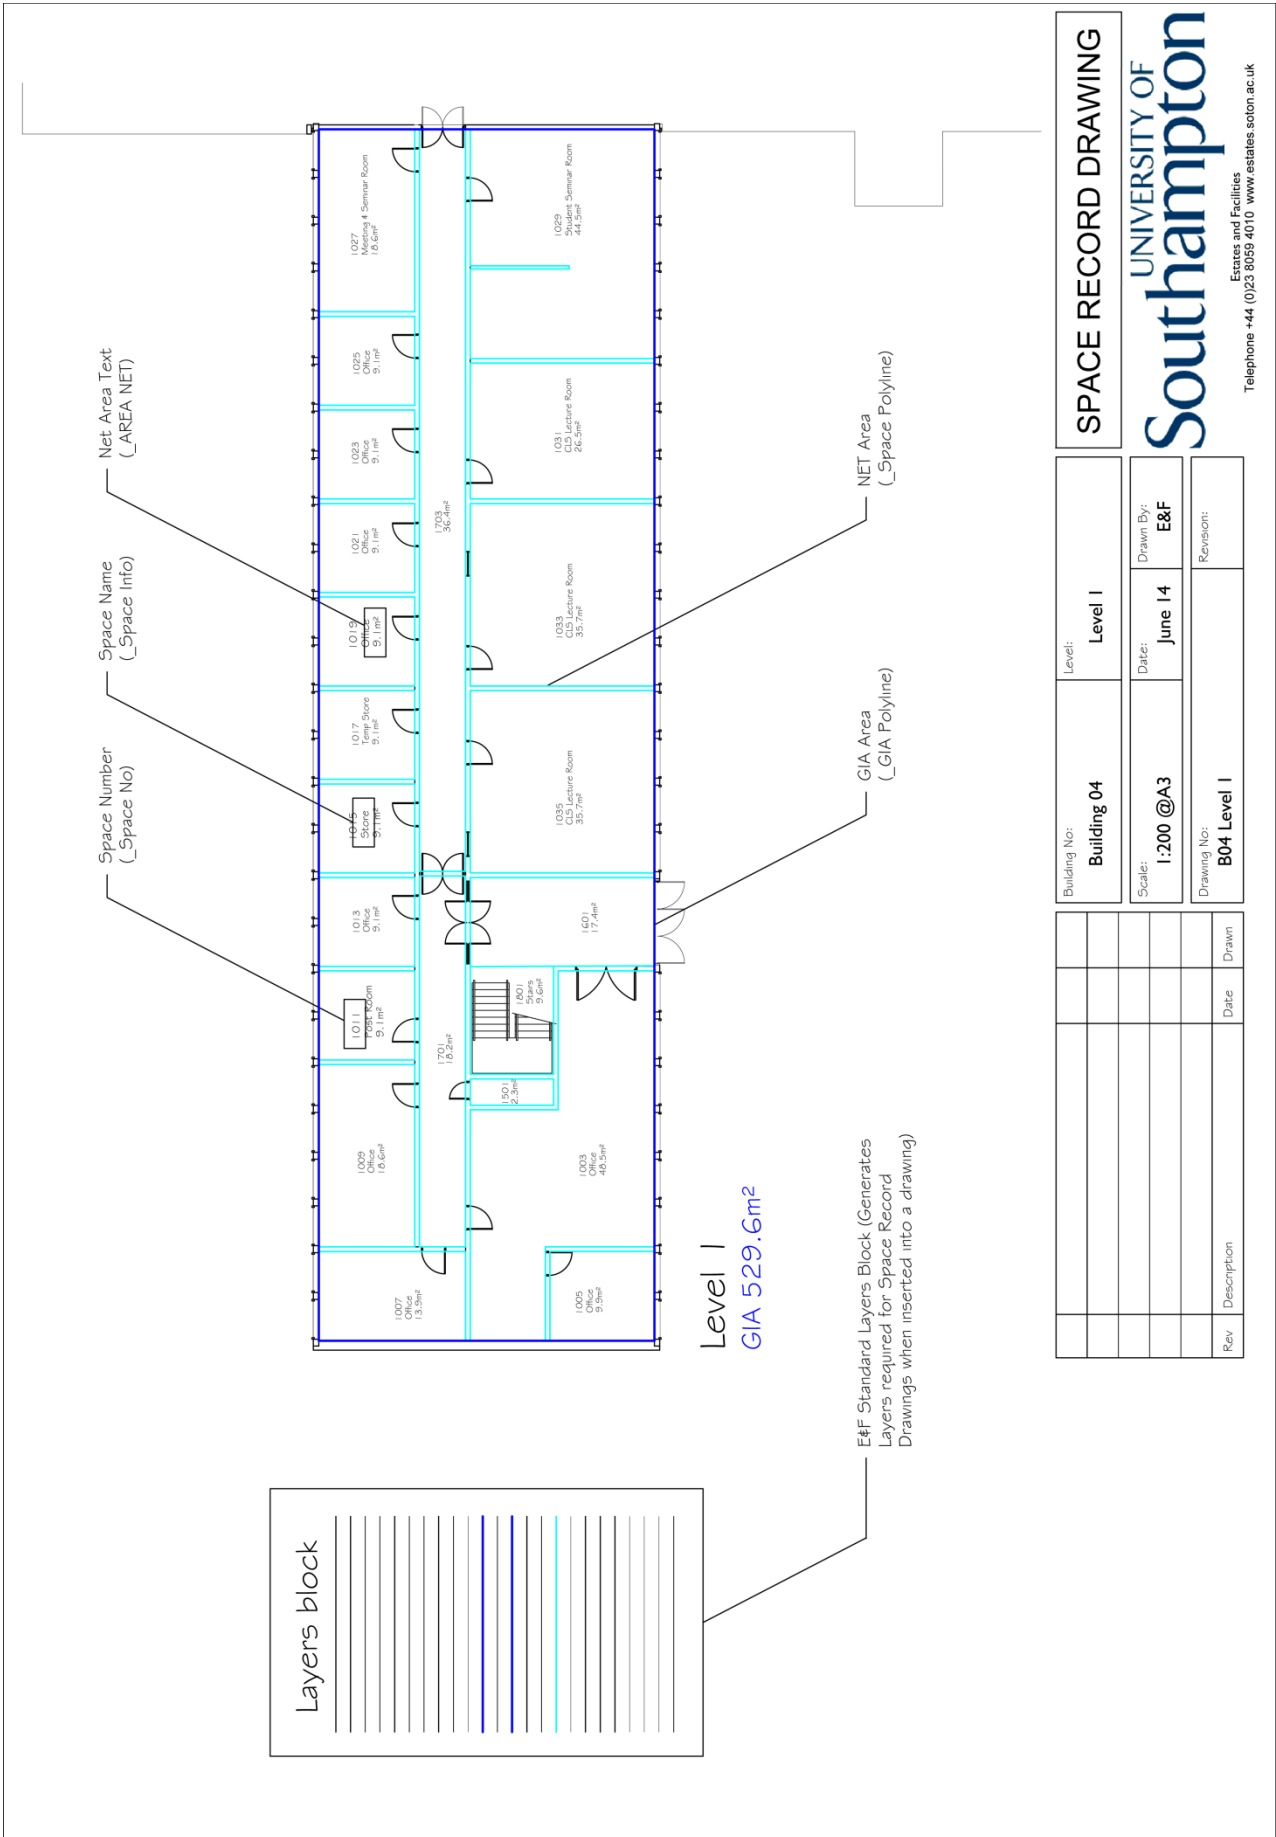 Space Number
(_Space No)
Space Name
(_Space Info)
Net Area Text
(_AREA NET)
1007
Office
13.9m²
1009
Office
18.6m²
1011
Post Room
9.1m²
1013
Office
9.1m²
1015
Store
9.1m²
1017
Temp Store
9.1m²
1019
Office
9.1m²
1021
Office
9.1m²
1023
Office
9.1m²
1025
Office
9.1m²
1027
Meeting & Seminar Room
18.6m²
1701
18.2m²
1703
36.4m²
1501
2.3m²
1801
Stairs
9.6m²
1005
Office
9.9m²
1003
Office
48.5m²
1601
17.4m²
1035
CLS Lecture Room
35.7m²
1033
CLS Lecture Room
35.7m²
1031
CLS Lecture Room
26.5m²
1029
Student Seminar Room
44.5m²
Level 1
GIA 529.6m²
Layers block
E&F Standard Layers Block (Generates
Layers required for Space Record
Drawings when inserted into a drawing)
GIA Area
(_GIA Polyline)
NET Area
(_Space Polyline)
Rev
Description
Date
Drawn
Building No:
Building 04
Level:
Level 1
Scale:
1:200 @A3
Date:
June 14
Drawn By:
E&F
Drawing No:
B04 Level 1
Revision:
SPACE RECORD DRAWING
UNIVERSITY OF
Southampton
Estates and Facilities
Telephone +44 (0)23 8059 4010 www.estates.soton.ac.uk